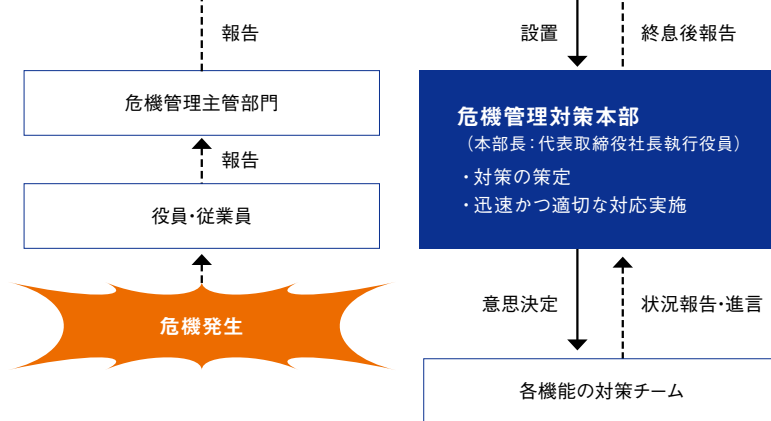 報告
危機管理主管部門
報告
役員・従業員
危機発生
設置
終息後報告
危機管理対策本部
（本部長：代表取締役社長執行役員）
・対策の策定
・迅速かつ適切な対応実施
意思決定
状況報告・進言
各機能の対策チーム